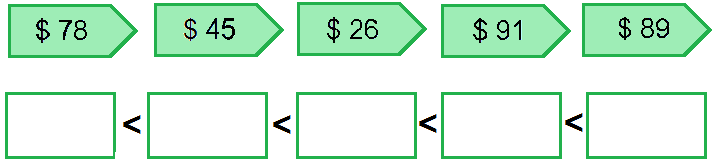 $ 78 $ 45 $ 26 $ 91 $ 89
< < < <